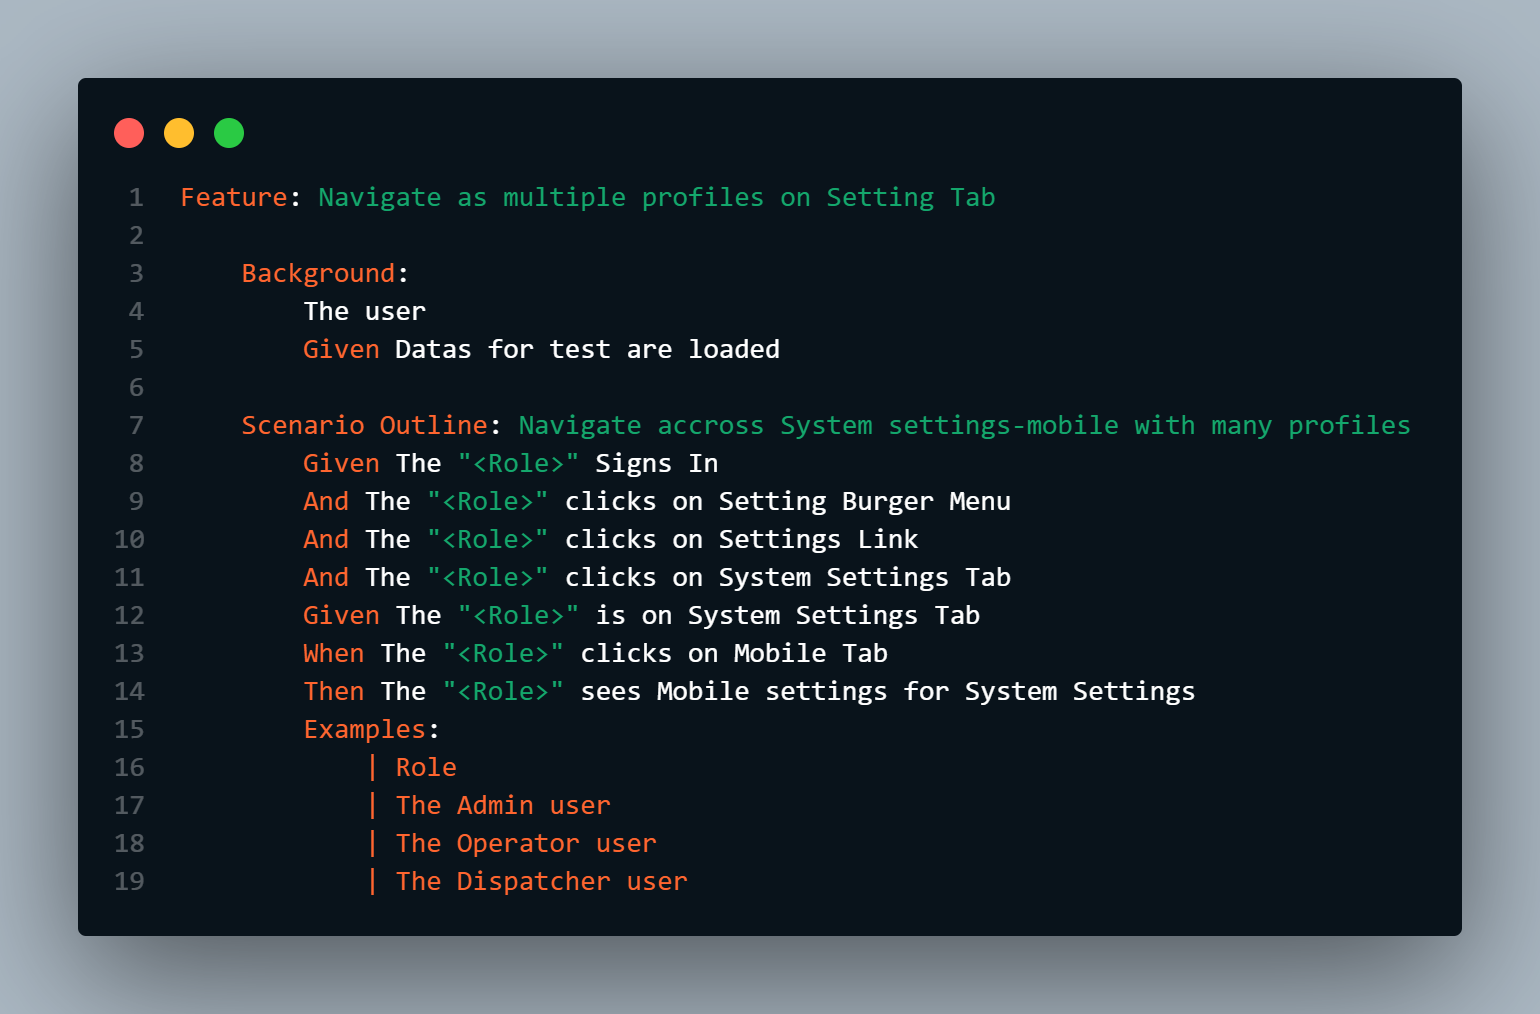 1 Feature: Navigate as multiple profiles on Setting Tab
2
3 Background:
4 The user
5 Given Datas for test are loaded
6
7 Scenario Outline: Navigate accross System settings-mobile with many profiles
8 Given The "<Role>" Signs In
9 And The "<Role>" clicks on Setting Burger Menu
10 And The "<Role>" clicks on Settings Link
11 And The "<Role>" clicks on System Settings Tab
12 Given The "<Role>" is on System Settings Tab
13 When The "<Role>" clicks on Mobile Tab
14 Then The "<Role>" sees Mobile settings for System Settings
15 Examples:
16 | Role
17 | The Admin user
18 | The Operator user
19 | The Dispatcher user